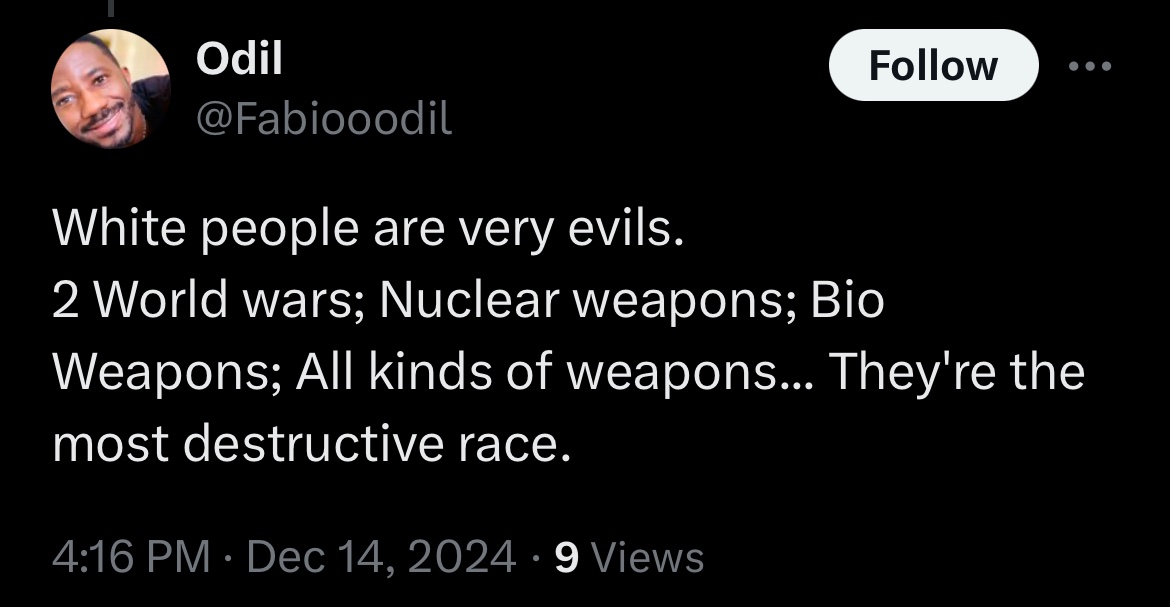 Odil
Follow
@Fabiooodil
White people are very evils.
2 World wars; Nuclear weapons; Bio
Weapons; All kinds of weapons... They're the
most destructive race.
4:16 PM · Dec 14, 2024 · 9 Views